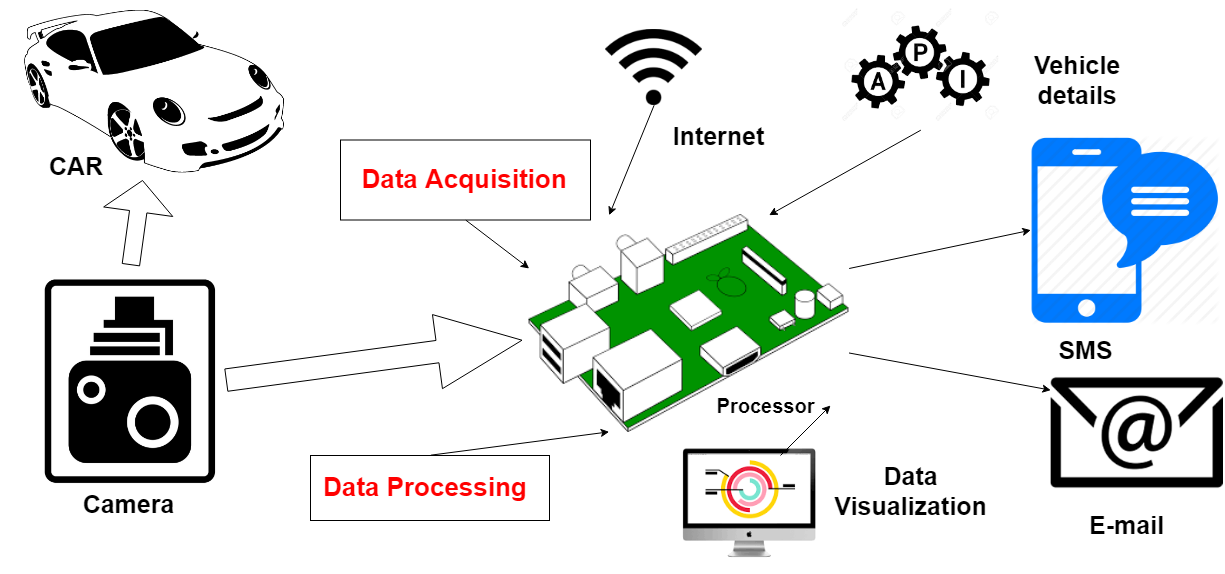 A P I
Vehicle
details
Internet
CAR
Data Acquisition
SMS
Processor
Data Processing
Data
Visualization
Camera
@
E-mail